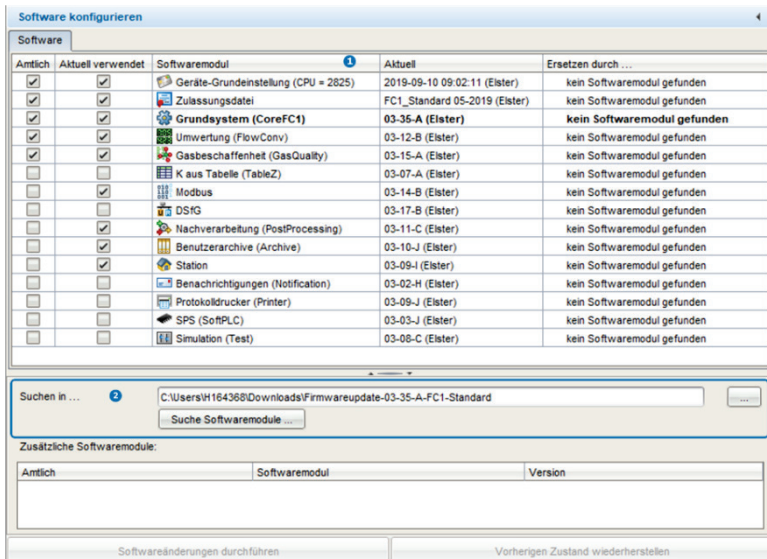 Software konfigurieren
Software
Amtlich Aktuell verwendet Softwaremodul 1 Aktuell Ersetzen durch ...
Geräte-Grundeinstellung (CPU = 2825) 2019-09-10 09:02:11 (Elster) kein Softwaremodul gefunden
Zulassungsdatei FC1_Standard 05-2019 (Elster) kein Softwaremodul gefunden
Grundsystem (CoreFC1) 03-35-A (Elster) kein Softwaremodul gefunden
Umwertung (FlowConv) 03-12-B (Elster) kein Softwaremodul gefunden
Gasbeschaffenheit (GasQuality) 03-15-A (Elster) kein Softwaremodul gefunden
K aus Tabelle (TableZ) 03-07-A (Elster) kein Softwaremodul gefunden
Modbus 03-14-B (Elster) kein Softwaremodul gefunden
DSfG 03-17-B (Elster) kein Softwaremodul gefunden
Nachverarbeitung (PostProcessing) 03-11-C (Elster) kein Softwaremodul gefunden
Benutzerarchive (Archive) 03-10-J (Elster) kein Softwaremodul gefunden
Station 03-09-I (Elster) kein Softwaremodul gefunden
Benachrichtigungen (Notification) 03-02-H (Elster) kein Softwaremodul gefunden
Protokolldrucker (Printer) 03-09-J (Elster) kein Softwaremodul gefunden
SPS (SoftPLC) 03-03-J (Elster) kein Softwaremodul gefunden
Simulation (Test) 03-08-C (Elster) kein Softwaremodul gefunden
Suchen in ... 2 C:\Users\H164368\Downloads\Firmwareupdate-03-35-A-FC1-Standard ...
Suche Softwaremodule ...
Zusätzliche Softwaremodule:
Amtlich Softwaremodul Version
Softwareänderungen durchführen Vorherigen Zustand wiederherstellen